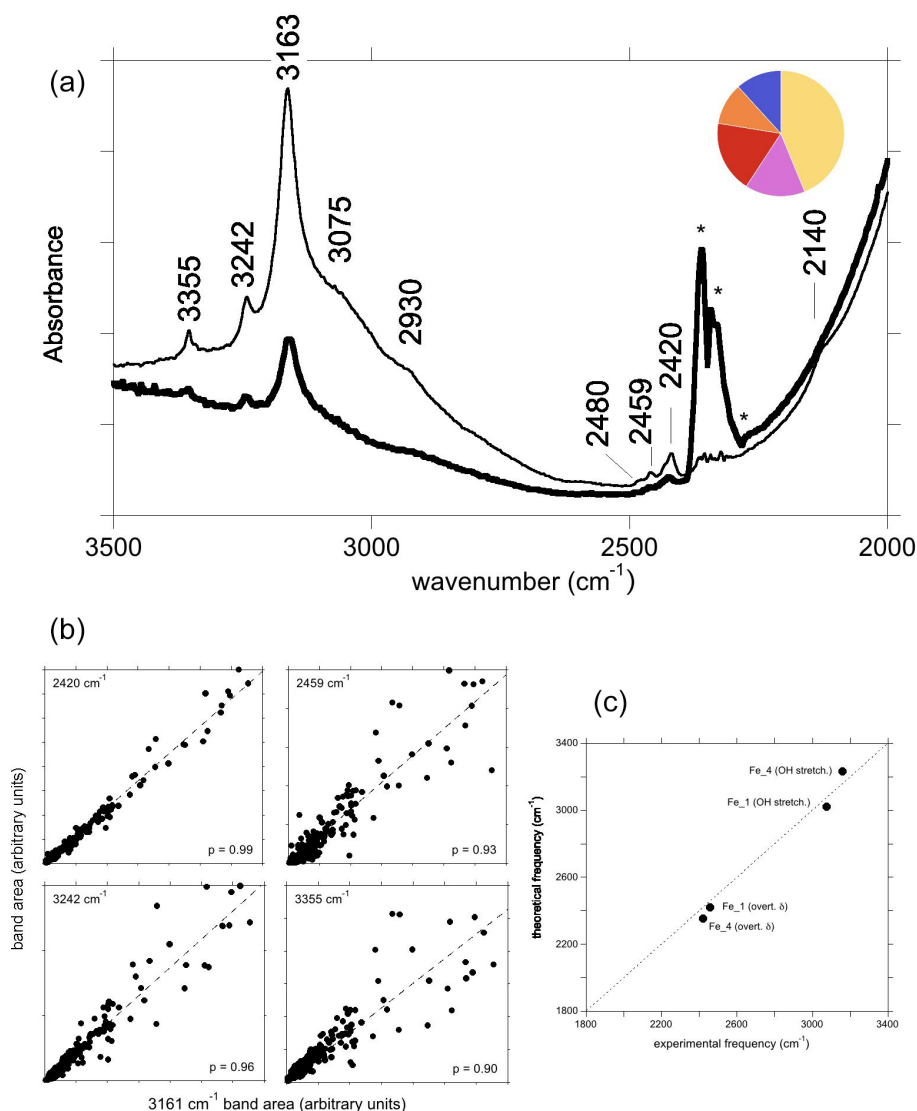 (a)
3163
3355
3242
3075
2930
2480
2459
2420
2140
*
*
*
Absorbance
3500
3000
2500
2000
wavenumber (cm-1)
(b)
2420 cm-1
p = 0.99
2459 cm-1
p = 0.93
3242 cm-1
p = 0.96
3355 cm-1
p = 0.90
band area (arbitrary units)
3161 cm-1 band area (arbitrary units)
(c)
3400
3000
2600
2200
1800
Fe_4 (OH stretch.)
Fe_1 (OH stretch.)
Fe_1 (overt. δ)
Fe_4 (overt. δ)
theoretical frequency (cm-1)
1800
2200
2600
3000
3400
experimental frequency (cm-1)